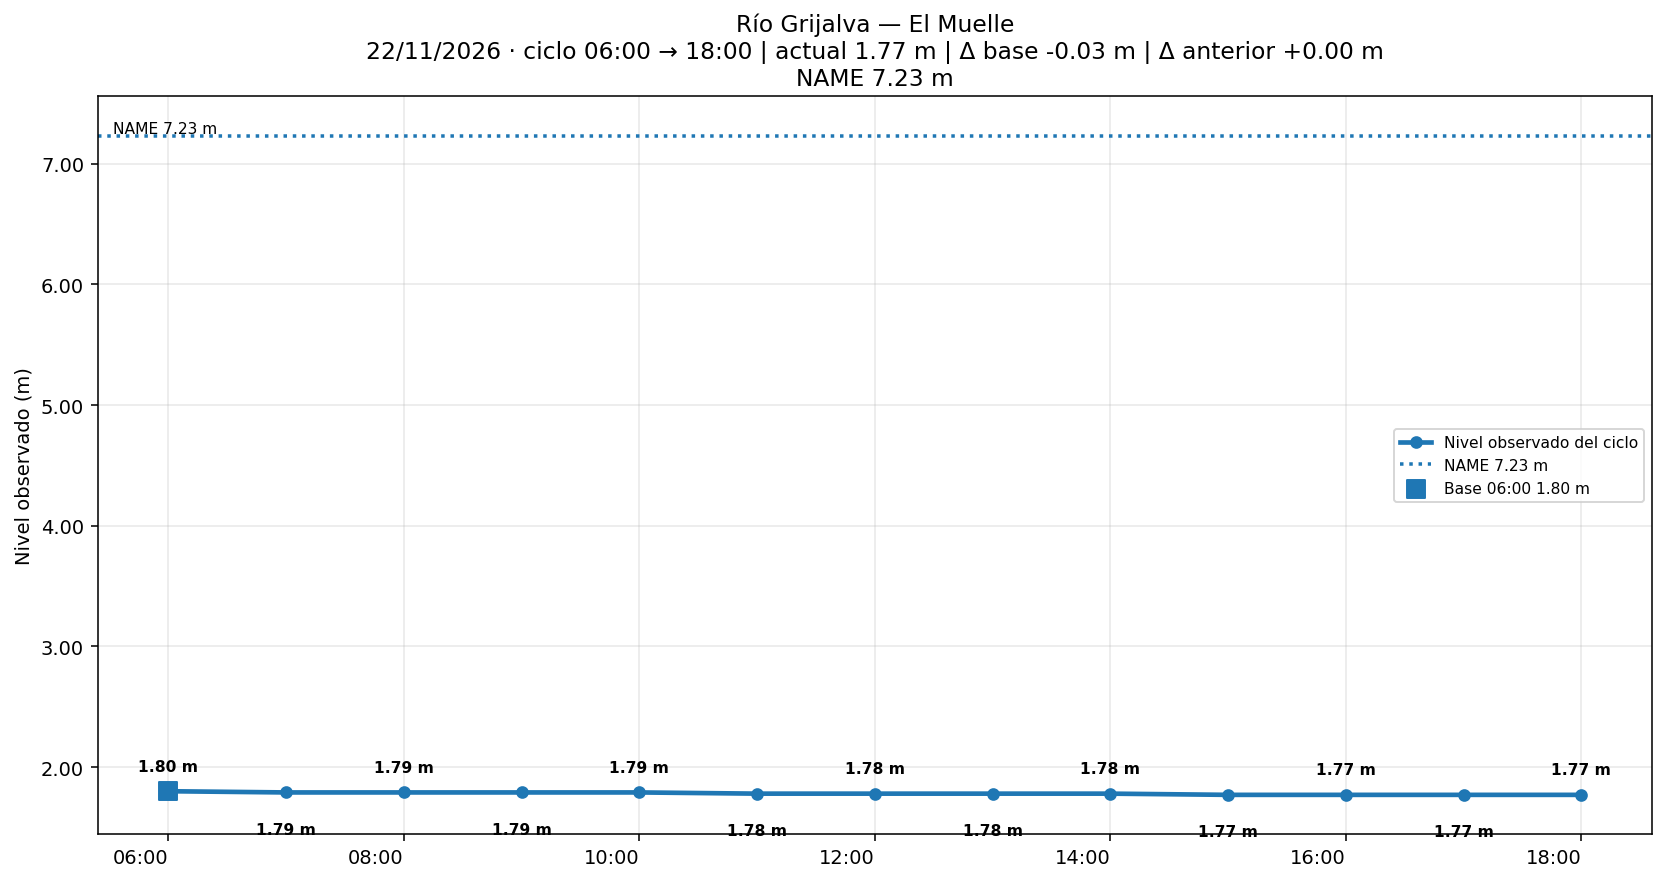 Río Grijalva — El Muelle
22/11/2026 · ciclo 06:00 → 18:00 | actual 1.77 m | Δ base -0.03 m | Δ anterior +0.00 m
NAME 7.23 m
NAME 7.23 m
7.00
6.00
5.00
4.00
3.00
2.00
Nivel observado (m)
Nivel observado del ciclo
NAME 7.23 m
Base 06:00 1.80 m
1.80 m 1.79 m 1.79 m 1.78 m 1.78 m 1.77 m 1.77 m
1.79 m 1.79 m 1.78 m 1.78 m 1.77 m 1.77 m
06:00 08:00 10:00 12:00 14:00 16:00 18:00